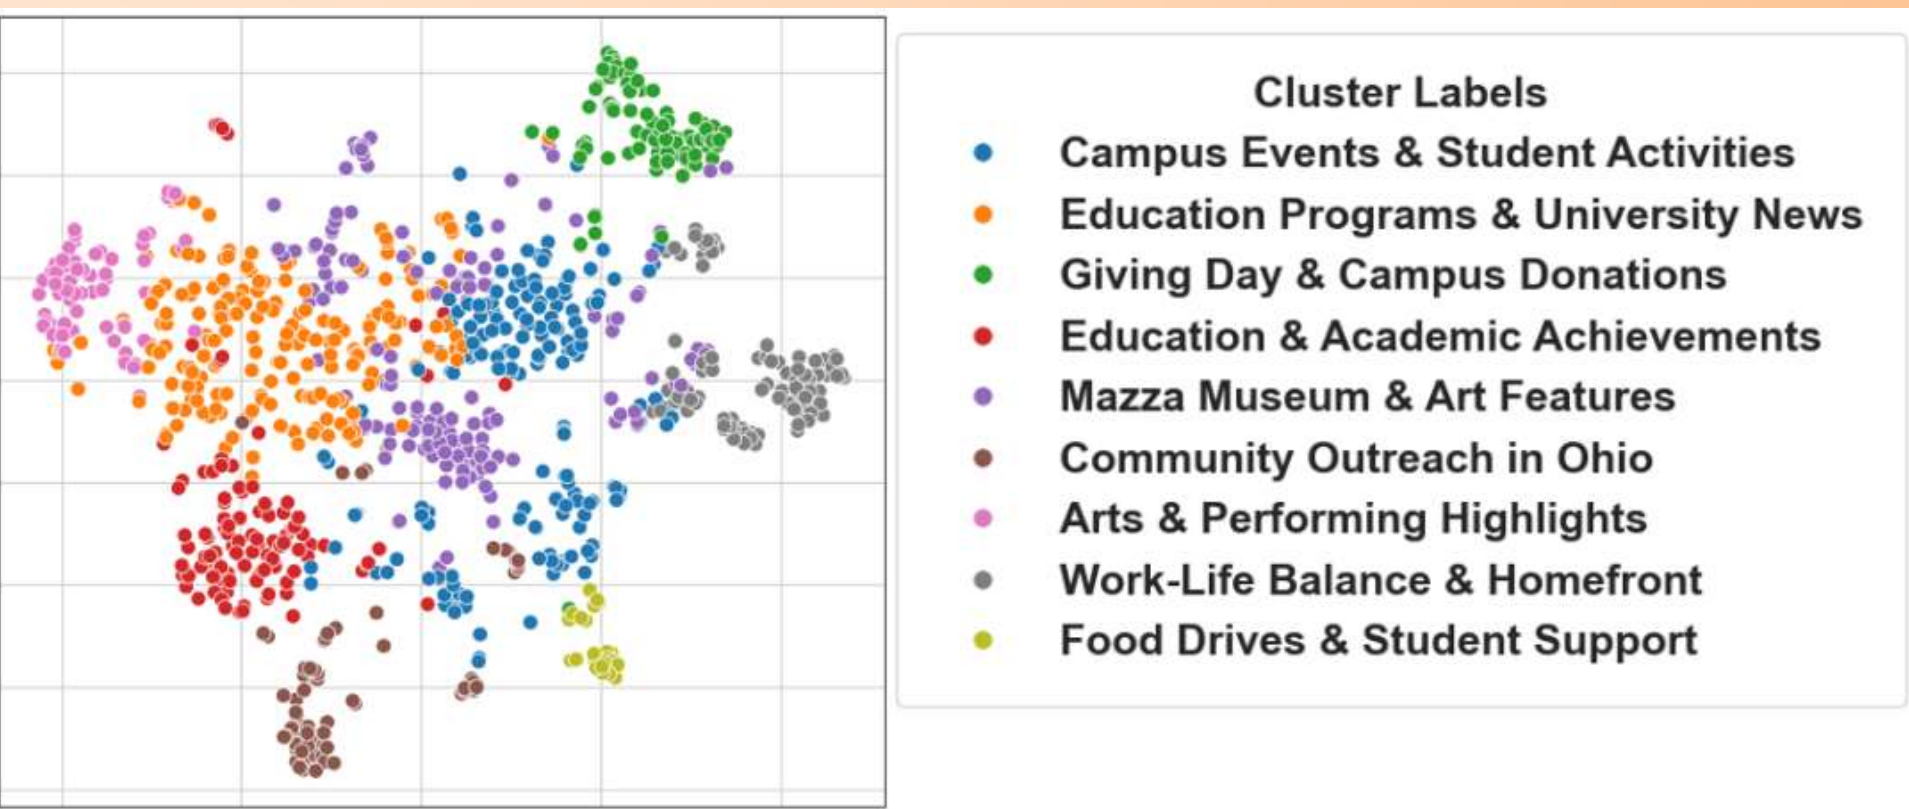 Cluster Labels
Campus Events & Student Activities
Education Programs & University News
Giving Day & Campus Donations
Education & Academic Achievements
Mazza Museum & Art Features
Community Outreach in Ohio
Arts & Performing Highlights
Work-Life Balance & Homefront
Food Drives & Student Support